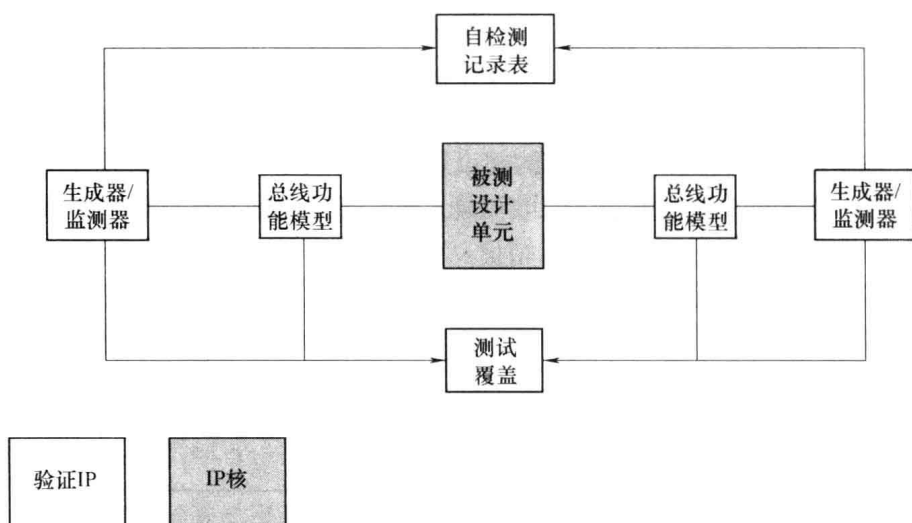 自检测
记录表
生成器/
监测器
总线功
能模型
被测
设计
单元
总线功
能模型
生成器/
监测器
测试
覆盖
验证IP
IP核